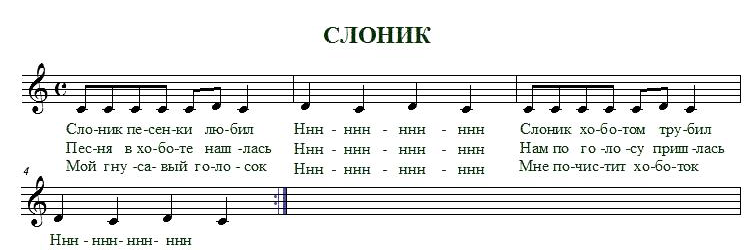 СЛОНИК
Сло-ник пе-сен-ки лю-бил Ннн - ннн - ннн - ннн Слоник хо-бо-том тру-бил
Пес-ня в хо-бо-те наш -лась Ннн - ннн - ннн - ннн Нам по го -ло-су приш -лась
Мой гну -са-вый го-ло- сок Ннн - ннн - ннн - ннн Мне по-чис-тит хо-бо-ток
4
Ннн - ннн- ннн- ннн